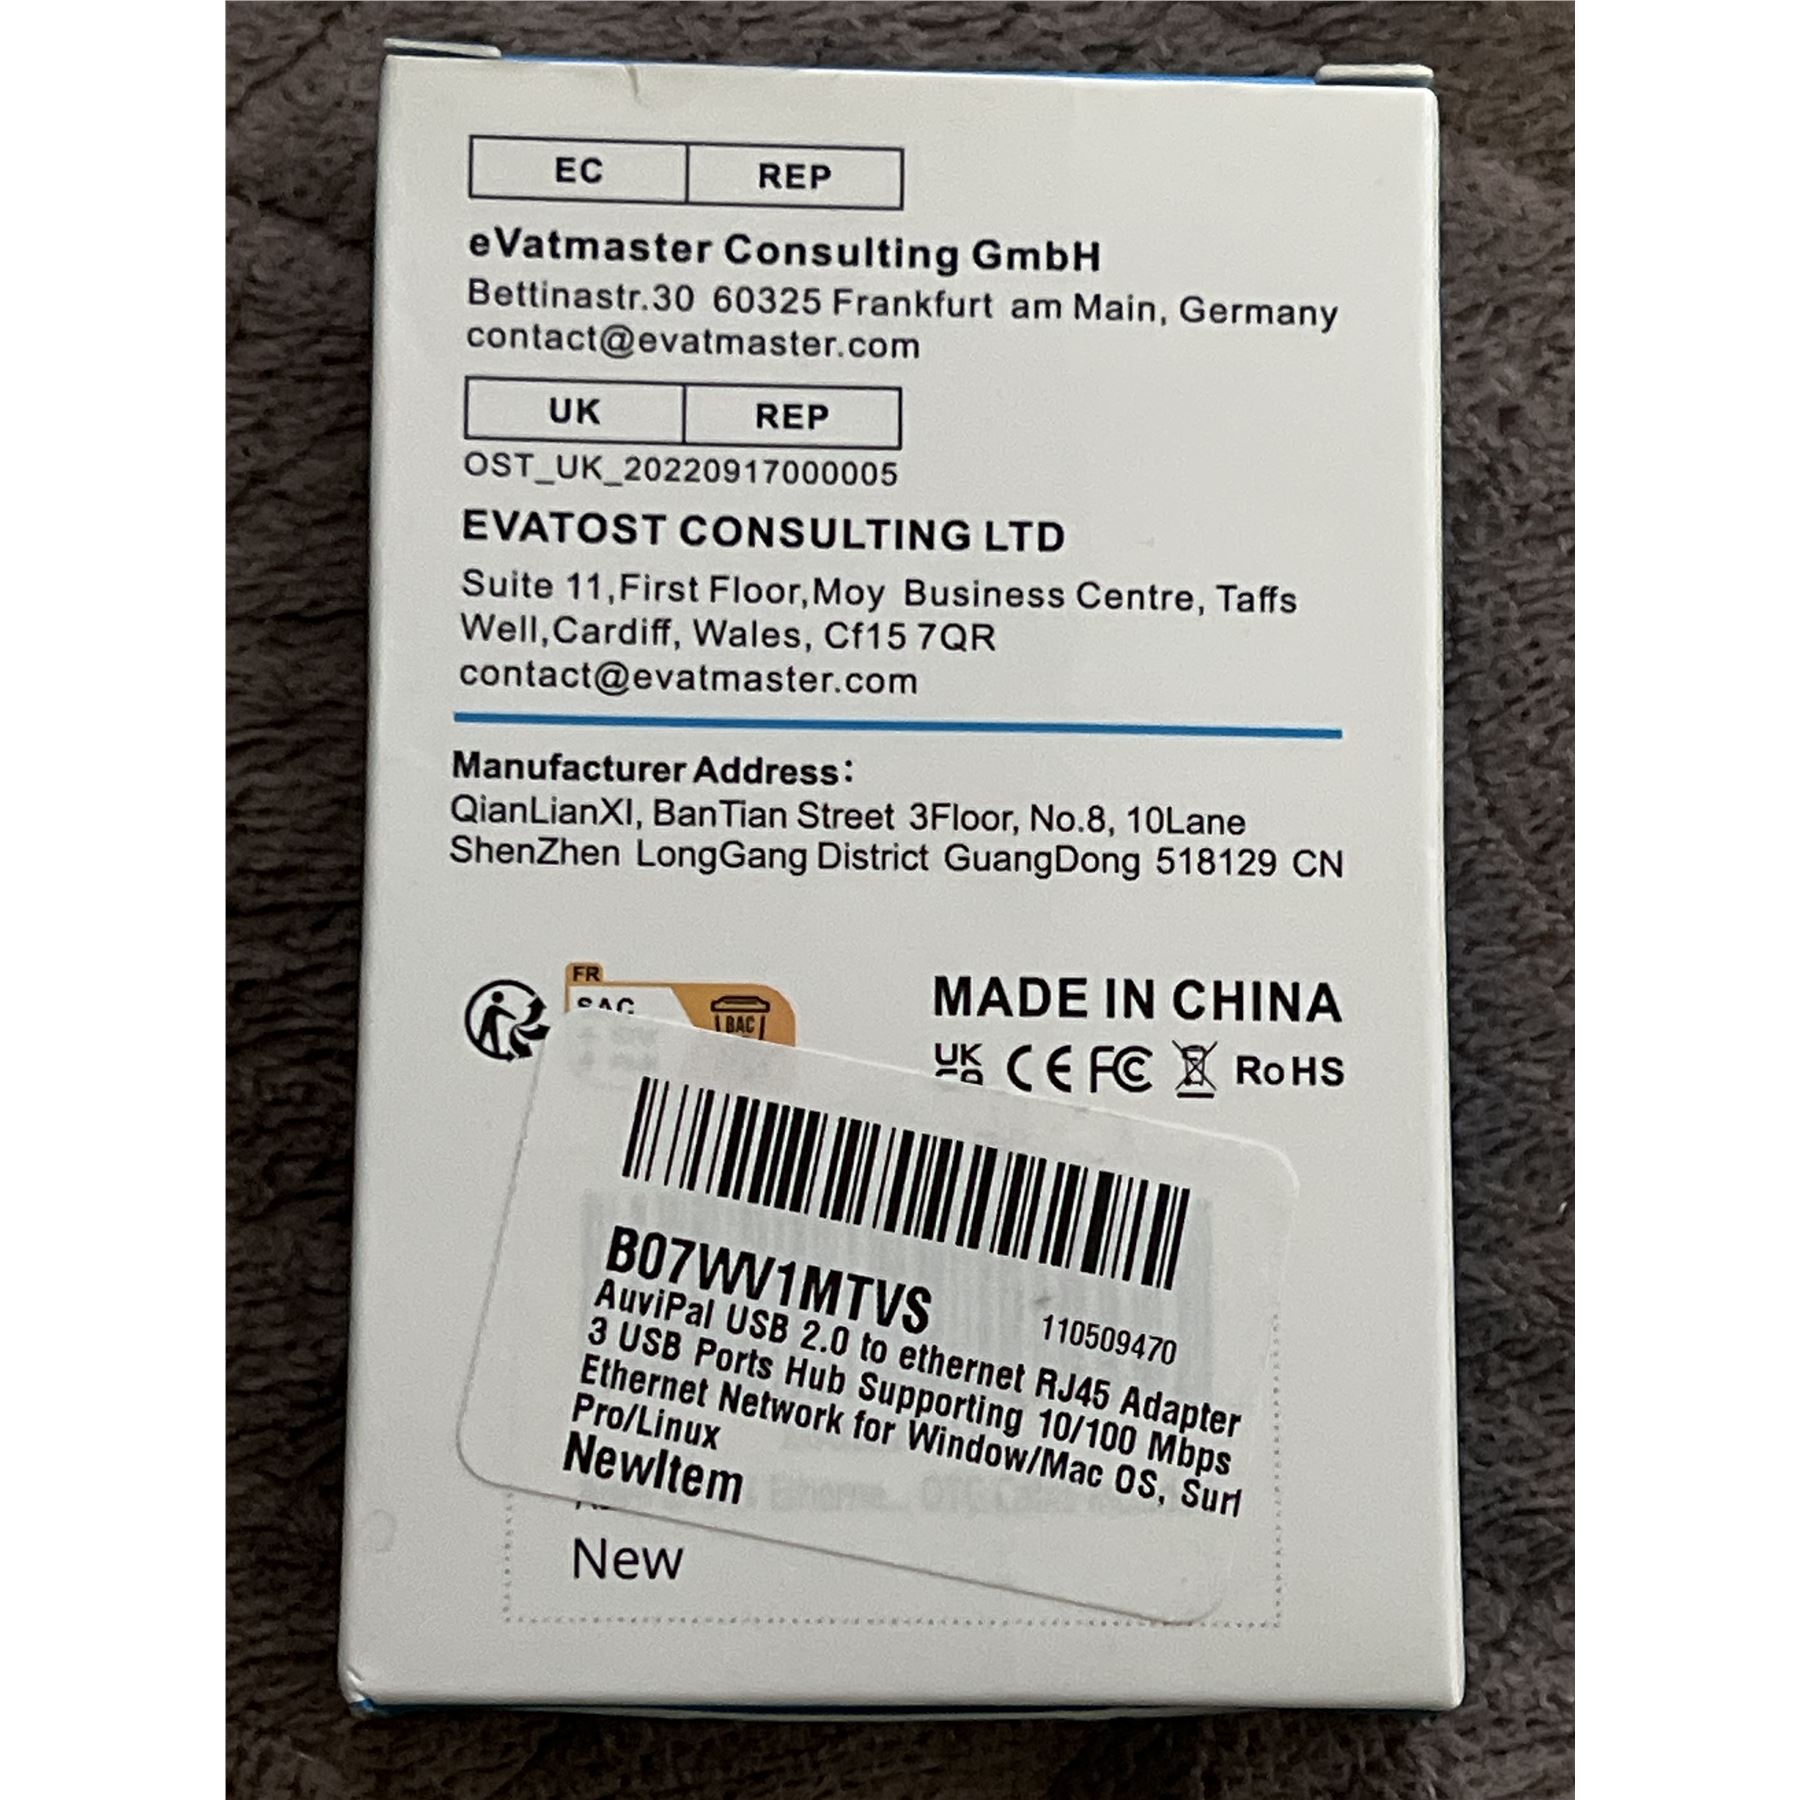 EC REP
eVatmaster Consulting GmbH
Bettinastr.30 60325 Frankfurt am Main, Germany
contact@evatmaster.com
UK REP
OST_UK_20220917000005
EVATOST CONSULTING LTD
Suite 11,First Floor,Moy Business Centre, Taffs
Well,Cardiff, Wales, Cf15 7QR
contact@evatmaster.com
Manufacturer Address:
QianLianXI, BanTian Street 3Floor, No.8, 10Lane
ShenZhen LongGang District GuangDong 518129 CN
FR
BAC
MADE IN CHINA
UK CE FC RoHS
B07WV1MTVS
110509470
AuviPal USB 2.0 to ethernet RJ45 Adapter
3 USB Ports Hub Supporting 10/100 Mbps
Ethernet Network for Window/Mac OS, Surf
Pro/Linux
NewItem
New